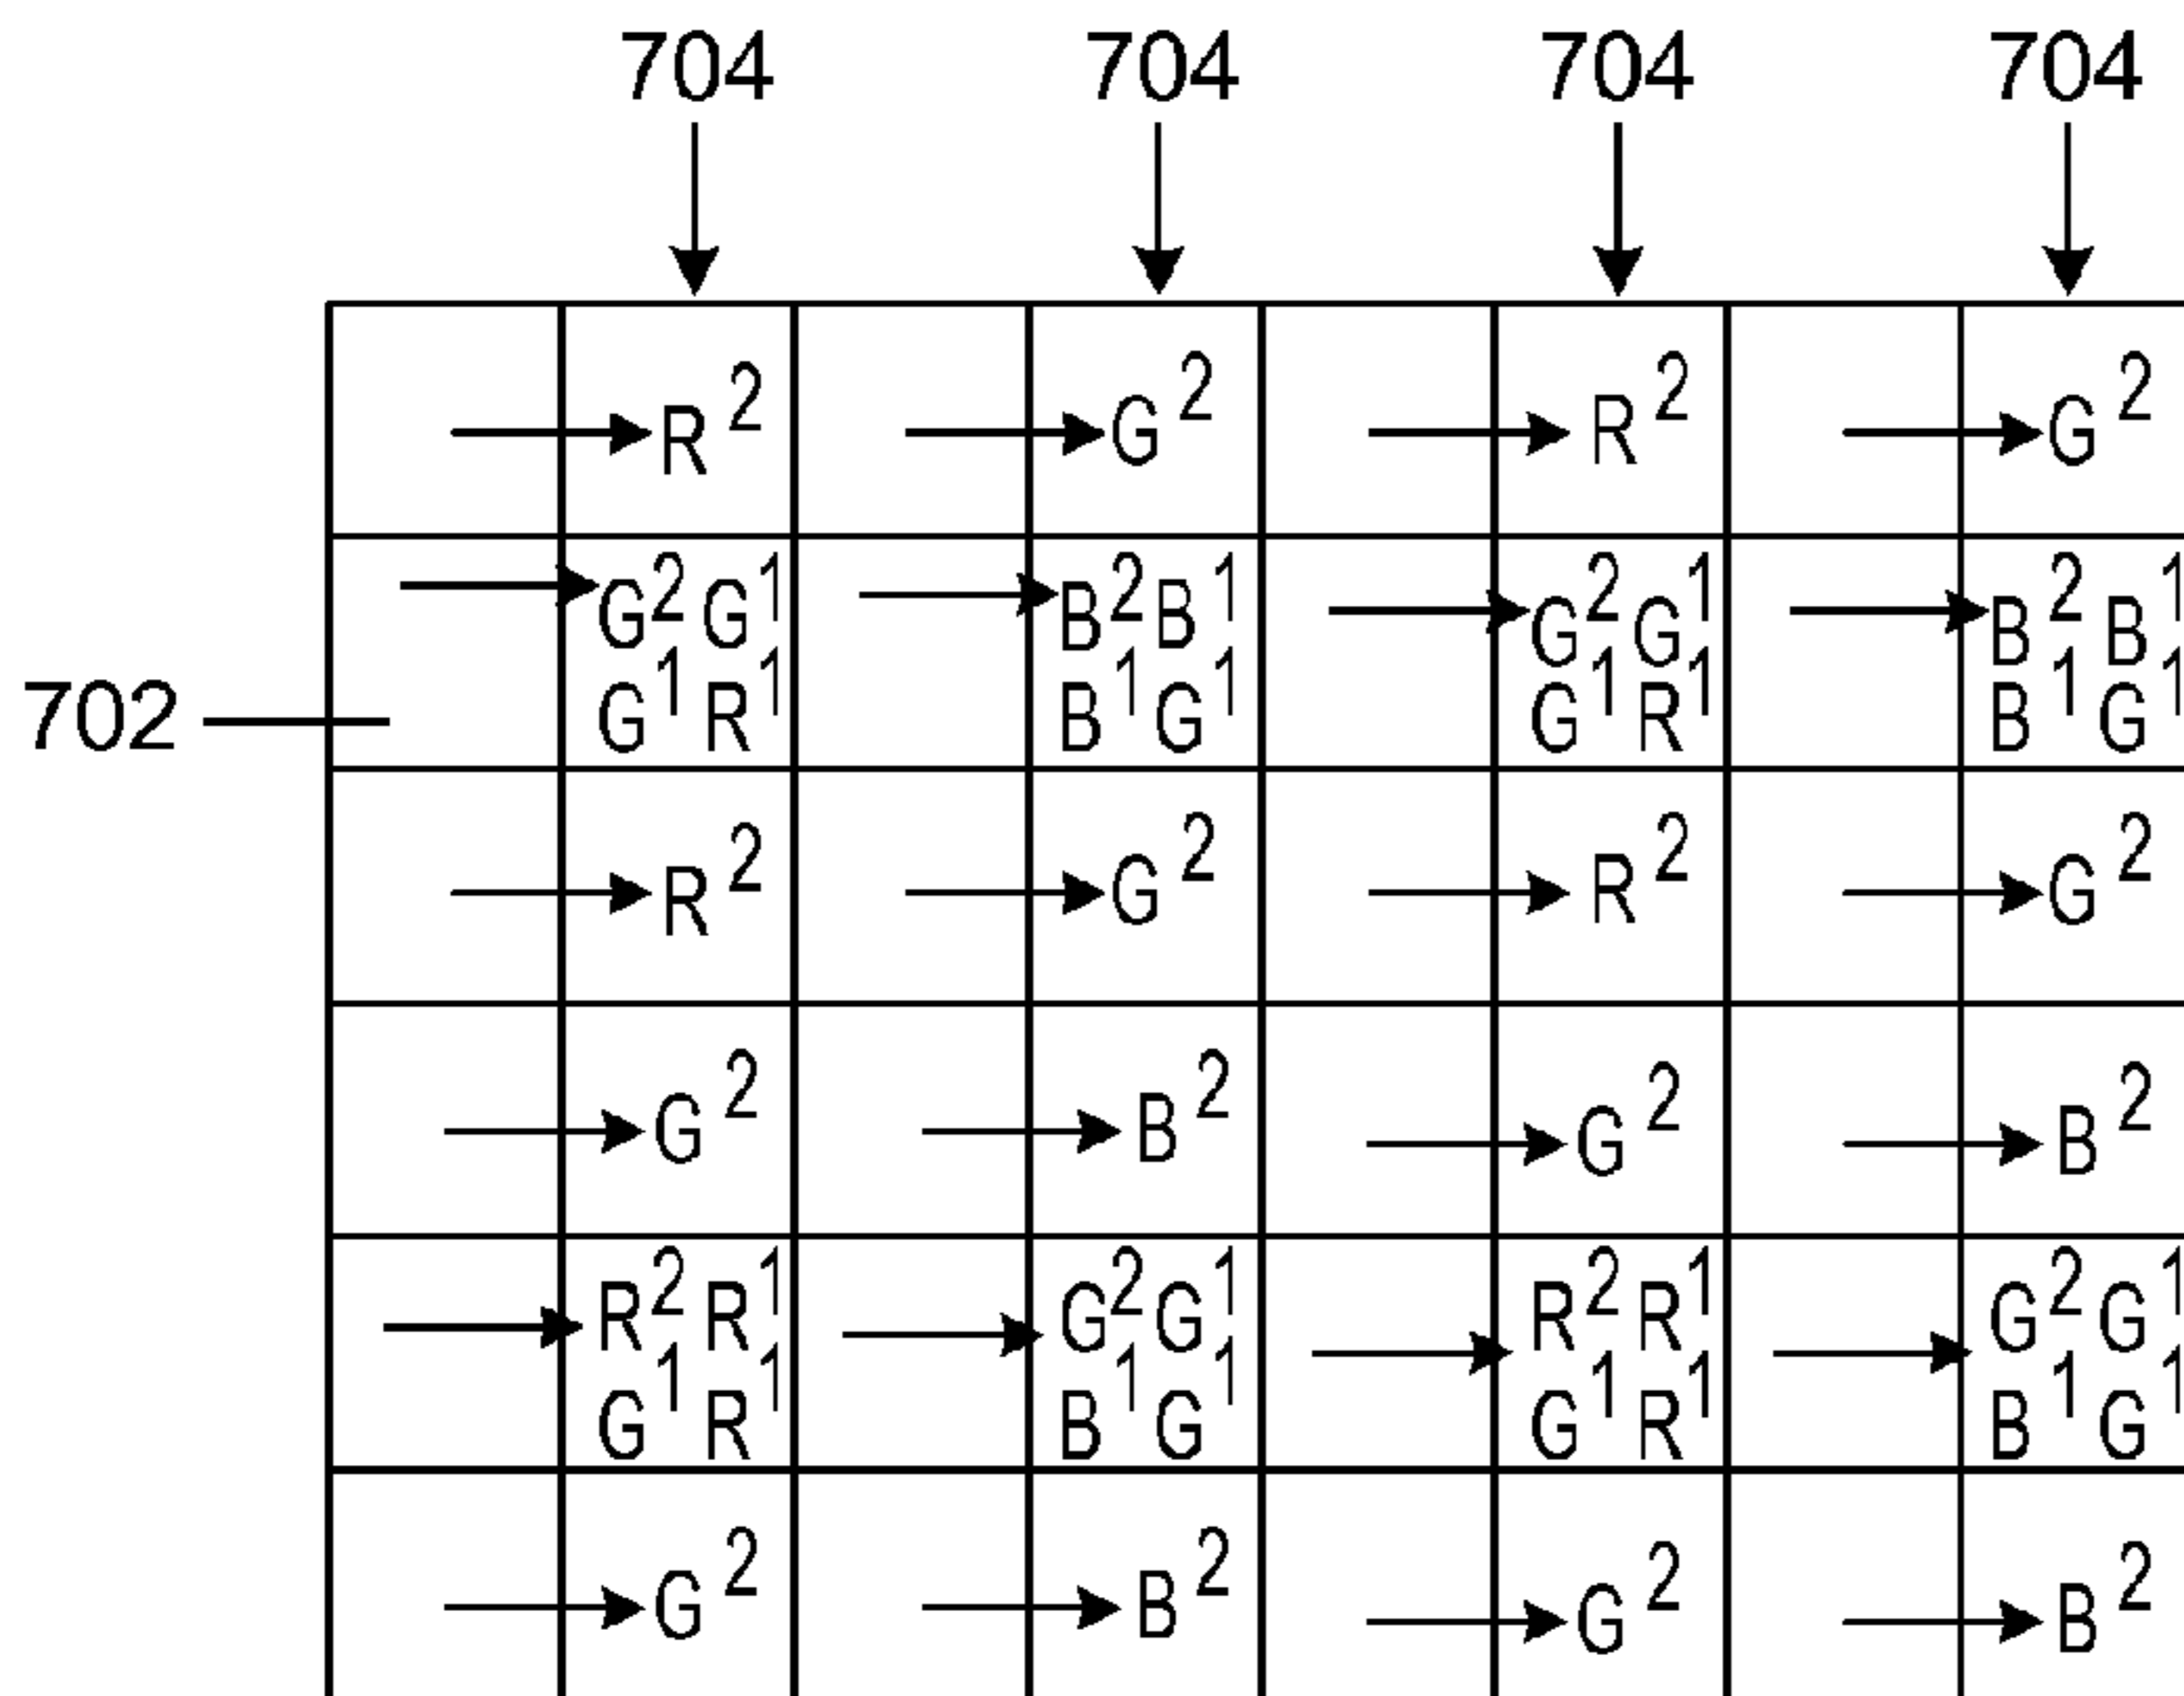 704 704 704 704
R² G² R² G²
G²G¹ B²B¹ G²G¹ B²B¹
G¹R¹ B¹G¹ G¹R¹ B¹G¹
702
R² G² R² G²
G² B² G² B²
R²R¹ G²G¹ R²R¹ G²G¹
G¹R¹ B¹G¹ G¹R¹ B¹G¹
G² B² G² B²